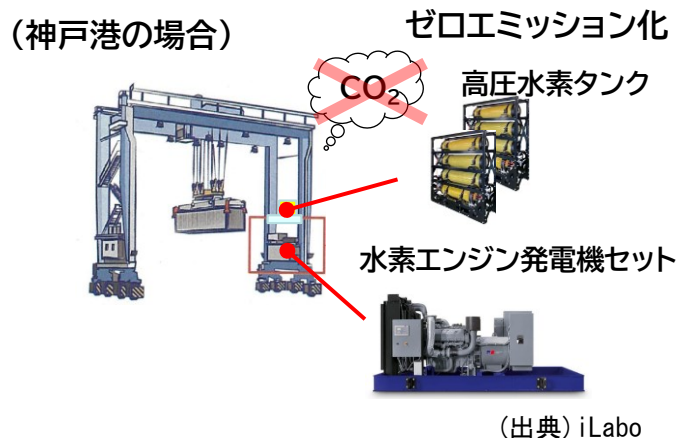 (神戸港の場合)
ゼロエミッション化
CO₂
高圧水素タンク
水素エンジン発電機セット
(出典) iLabo